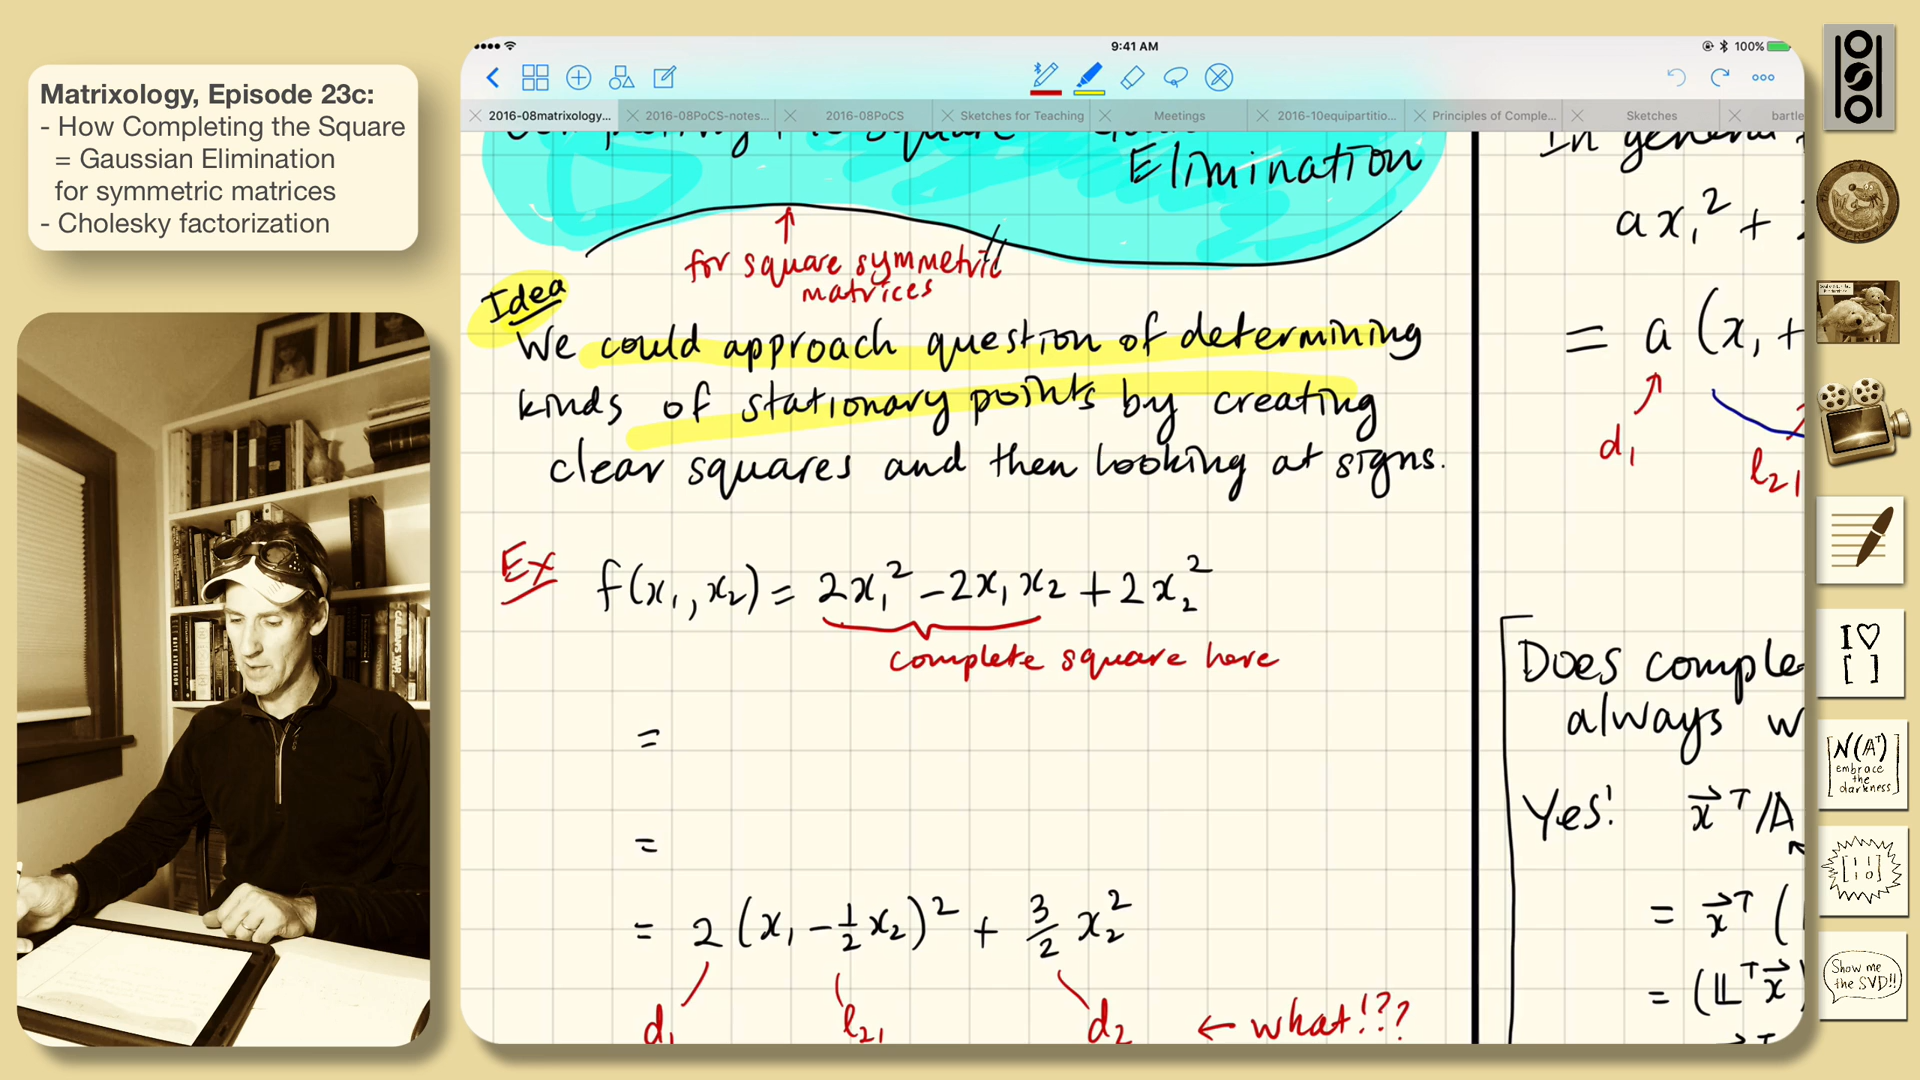 Matrixology, Episode 23c:
- How Completing the Square
= Gaussian Elimination
for symmetric matrices
- Cholesky factorization
9:41 AM
100%
2016-08matrixology...
2016-08PoCS-notes...
2016-08PoCS
Sketches for Teaching
Meetings
2016-10equipartitio...
Principles of Comple...
Sketches
bartle
Elimination
for square symmetric
matrices
Idea
We could approach question of determining
kinds of stationary points by creating
clear squares and then looking at signs.
Ex f(x₁, x₂) = 2x₁² - 2x₁x₂ + 2x₂²
complete square here
=
=
= 2(x₁ - ½x₂)² + 3/2 x₂²
d₁ l₂₁ d₂ ← what!??
In general
ax₁² +
= a (x₁ +
d₁
l₂₁
Does comple
always w
Yes! x⃗ᵀ𝔸
= x⃗ᵀ (
= (𝕃ᵀx⃗)
I ♡
[ ]
N(Aᵀ)
embrace
the
darkness
Show me
the SVD!!